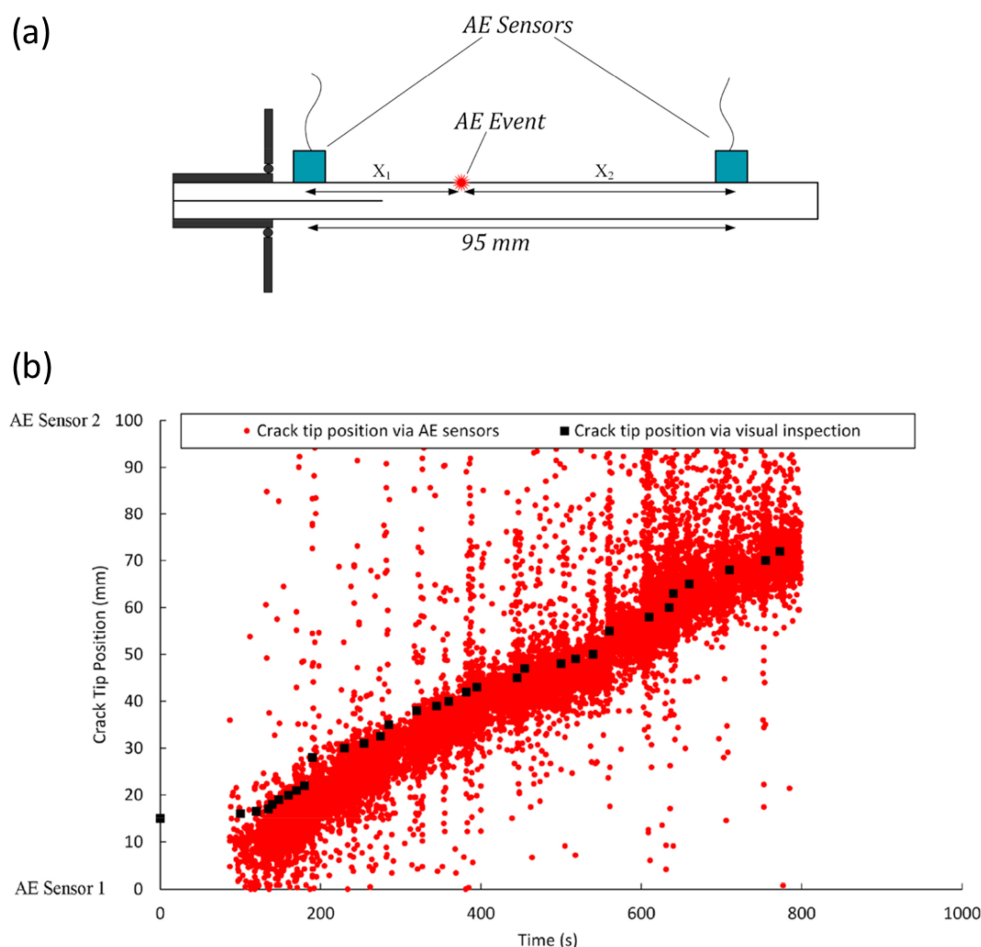 (a)
AE Sensors
AE Event
X1
X2
95 mm
(b)
AE Sensor 2
100
Crack tip position via AE sensors
Crack tip position via visual inspection
90
80
70
60
50
40
30
20
10
AE Sensor 1
0
Crack Tip Position (mm)
0
200
400
600
800
1000
Time (s)